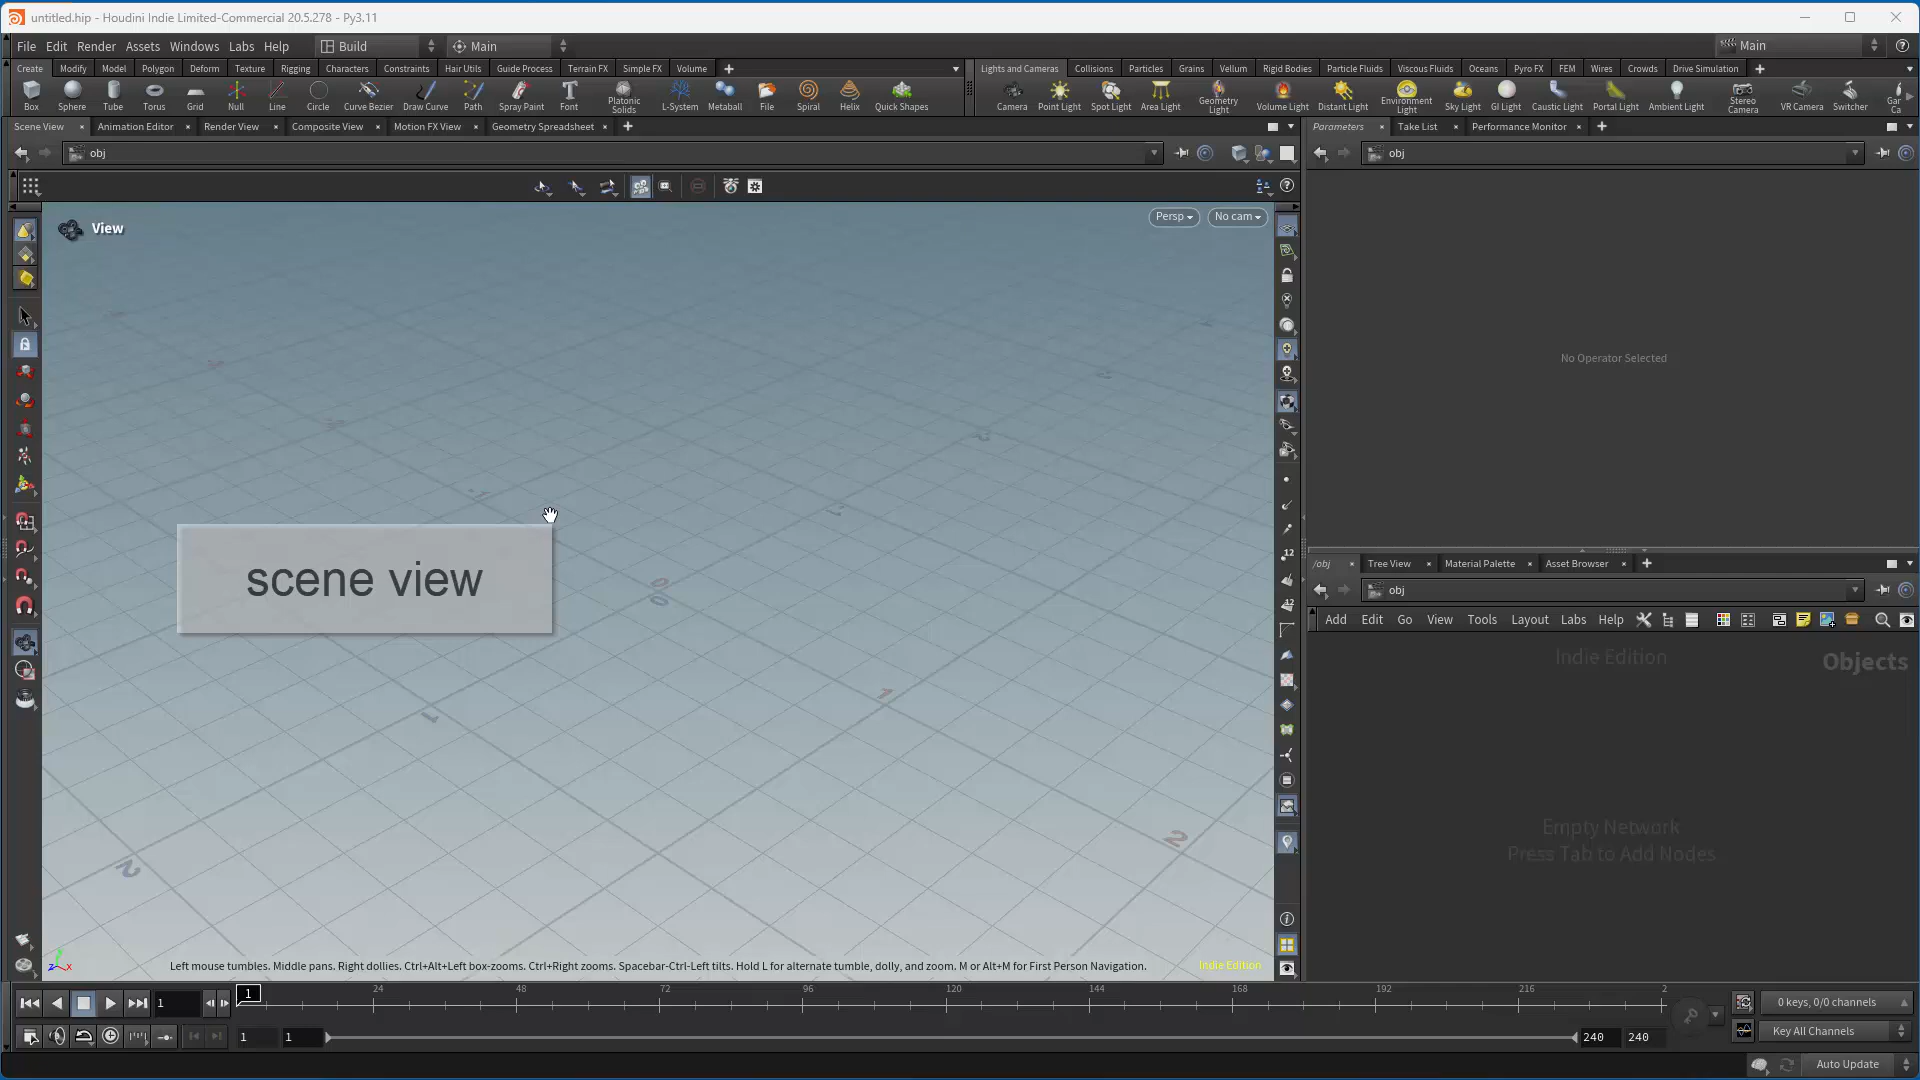 untitled.hip - Houdini Indie Limited-Commercial 20.5.278 - Py3.11
File Edit Render Assets Windows Labs Help Build Main Main
Create Modify Model Polygon Deform Texture Rigging Characters Constraints Hair Utils Guide Process Terrain FX Simple FX Volume
Lights and Cameras Collisions Particles Grains Vellum Rigid Bodies Particle Fluids Viscous Fluids Oceans Pyro FX FEM Wires Crowds Drive Simulation
Box Sphere Tube Torus Grid Null Line Circle Curve Bezier Draw Curve Path Spray Paint Font Platonic Solids L-System Metaball File Spiral Helix Quick Shapes
Camera Point Light Spot Light Area Light Geometry Light Volume Light Distant Light Environment Light Sky Light GI Light Caustic Light Portal Light Ambient Light Stereo Camera VR Camera Switcher Gar Ca
Scene View Animation Editor Render View Composite View Motion FX View Geometry Spreadsheet
Parameters Take List Performance Monitor
obj
obj
View
Persp
No cam
No Operator Selected
scene view
0
0
1
1
2
2
/obj Tree View Material Palette Asset Browser
obj
Add Edit Go View Tools Layout Labs Help
Indie Edition
Objects
Empty Network
Press Tab to Add Nodes
12
12
Left mouse tumbles. Middle pans. Right dollies. Ctrl+Alt+Left box-zooms. Ctrl+Right zooms. Spacebar-Ctrl-Left tilts. Hold L for alternate tumble, dolly, and zoom. M or Alt+M for First Person Navigation.
Indie Edition
z x
1 1 24 48 72 96 120 144 168 192 216 2
0 keys, 0/0 channels
1 1 240 240
Key All Channels
Auto Update